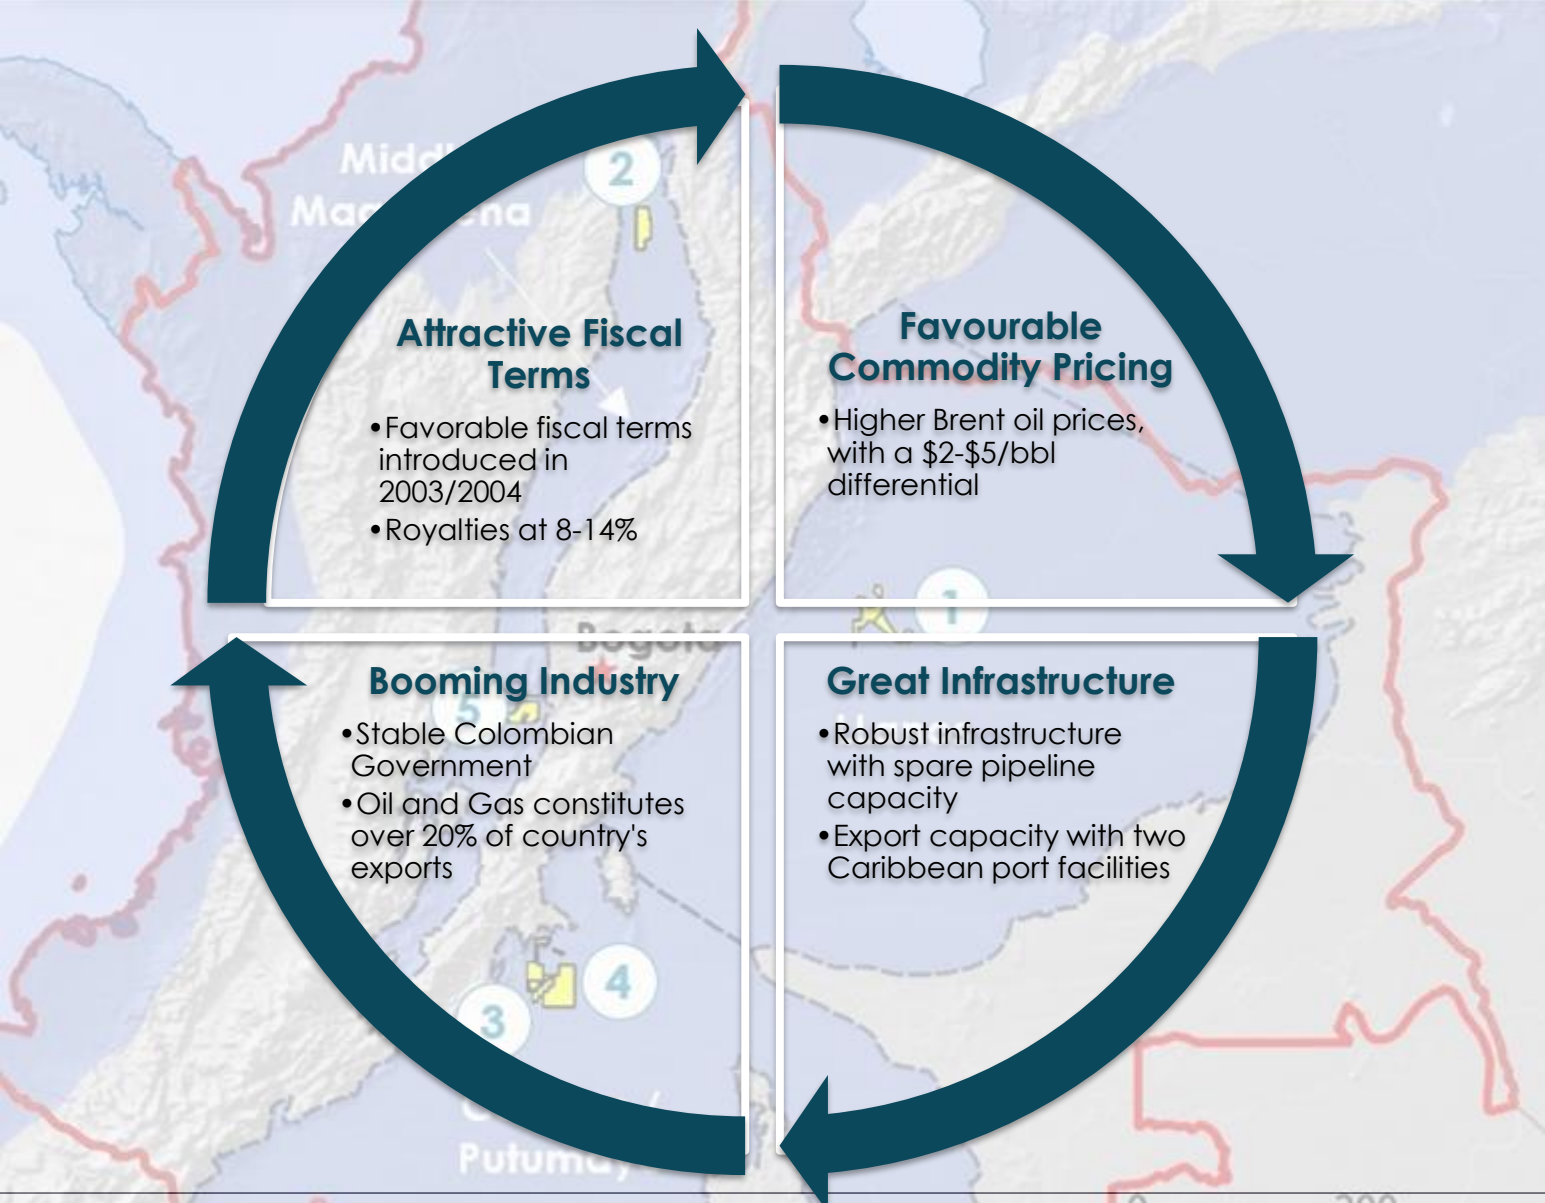 2
Attractive Fiscal
Terms
•Favorable fiscal terms
introduced in
2003/2004
•Royalties at 8-14%
Favourable
Commodity Pricing
•Higher Brent oil prices,
with a $2-$5/bbl
differential
1
Bogota
Booming Industry
5
•Stable Colombian
Government
•Oil and Gas constitutes
over 20% of country's
exports
Great Infrastructure
•Robust infrastructure
with spare pipeline
capacity
•Export capacity with two
Caribbean port facilities
4
3